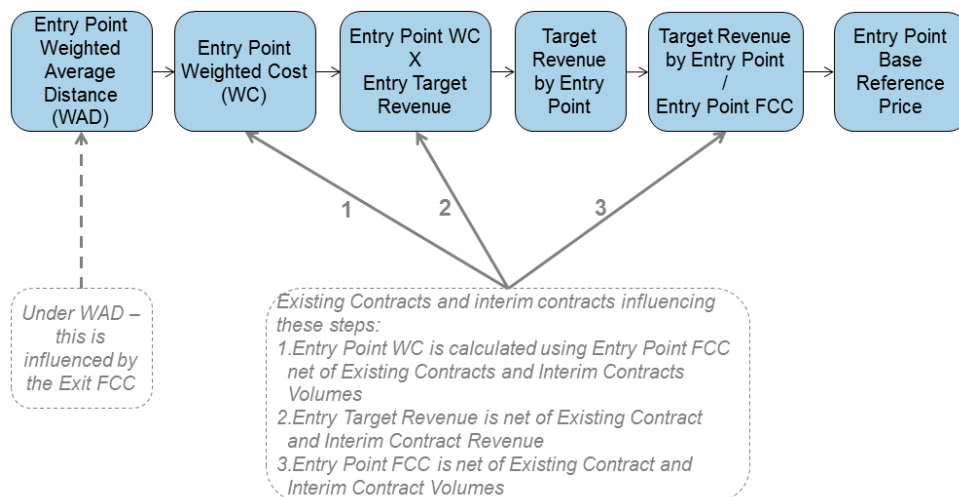 Entry Point
Weighted
Average
Distance
(WAD)
Entry Point
Weighted Cost
(WC)
Entry Point WC
X
Entry Target
Revenue
Target
Revenue
by Entry
Point
Target Revenue
by Entry Point
/
Entry Point FCC
Entry Point
Base
Reference
Price
1
2
3
Under WAD –
this is
influenced by
the Exit FCC
Existing Contracts and interim contracts influencing
these steps:
1.Entry Point WC is calculated using Entry Point FCC
net of Existing Contracts and Interim Contracts
Volumes
2.Entry Target Revenue is net of Existing Contract
and Interim Contract Revenue
3.Entry Point FCC is net of Existing Contract and
Interim Contract Volumes